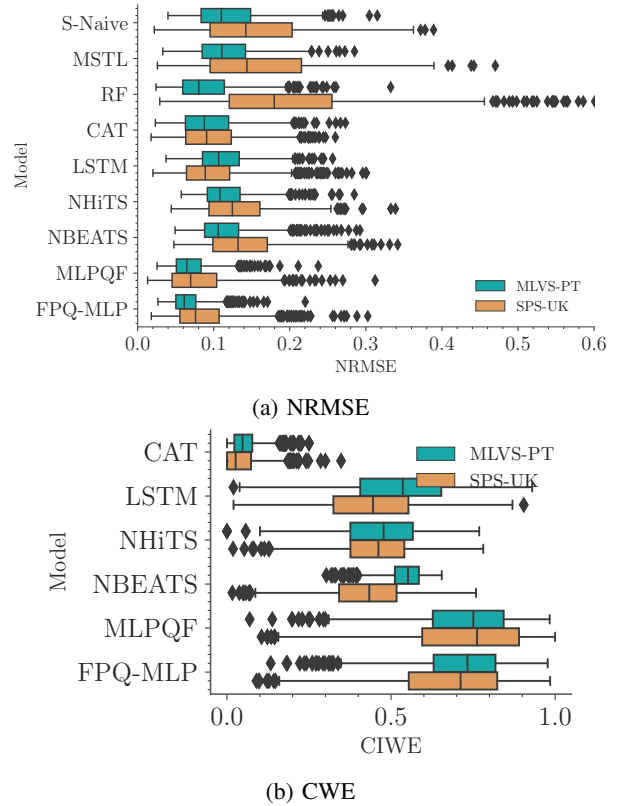 S-Naive
MSTL
RF
CAT
LSTM
NHiTS
NBEATS
MLPQF
FPQ-MLP
Model
MLVS-PT
SPS-UK
0.0 0.1 0.2 0.3 0.4 0.5 0.6
NRMSE
(a) NRMSE
CAT
LSTM
NHiTS
NBEATS
MLPQF
FPQ-MLP
Model
MLVS-PT
SPS-UK
0.0 0.5 1.0
CIWE
(b) CWE